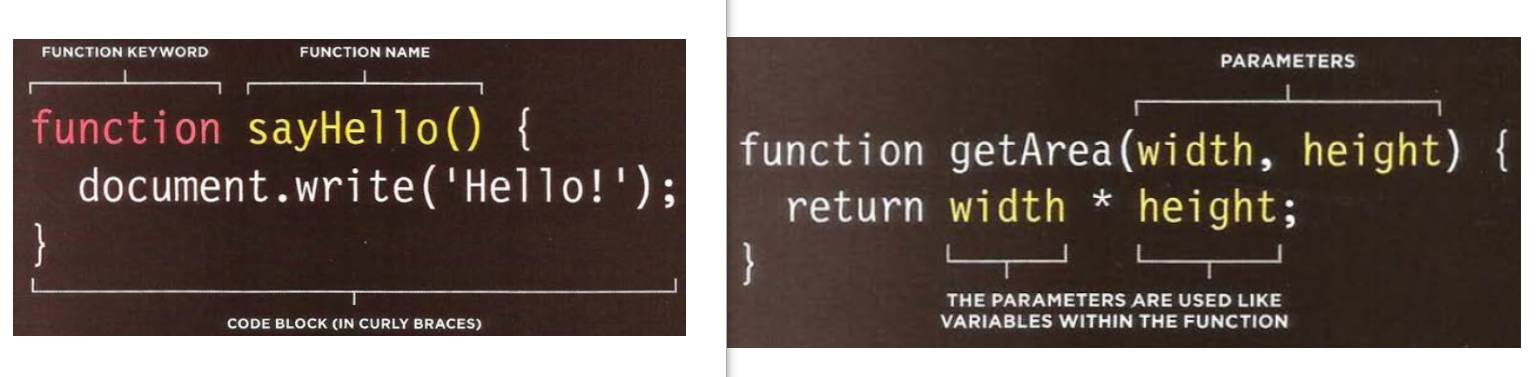 FUNCTION KEYWORD FUNCTION NAME
function sayHello() {
document.write('Hello!');
}
CODE BLOCK (IN CURLY BRACES)
PARAMETERS
function getArea(width, height) {
return width * height;
}
THE PARAMETERS ARE USED LIKE
VARIABLES WITHIN THE FUNCTION